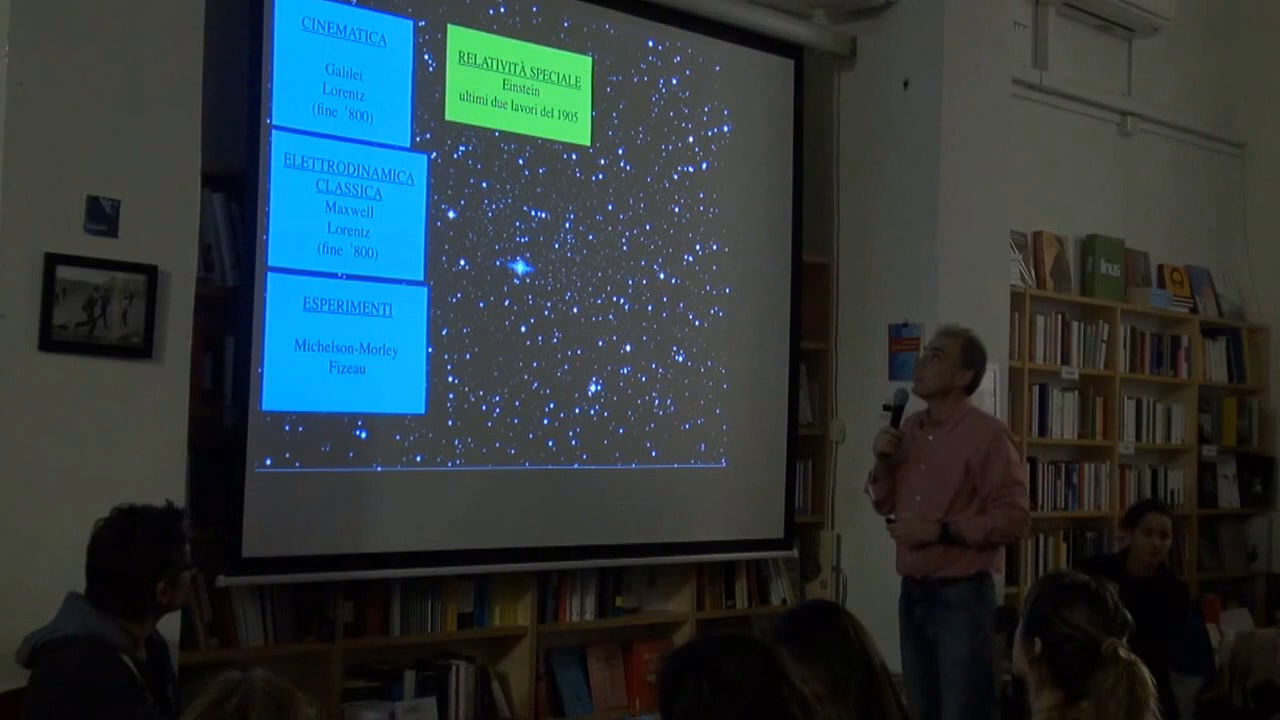 CINEMATICA
Galilei
Lorentz
(fine '800)
ELETTRODINAMICA
CLASSICA
Maxwell
Lorentz
(fine '800)
ESPERIMENTI
Michelson-Morley
Fizeau
RELATIVITÀ SPECIALE
Einstein
ultimi due lavori del 1905
linus